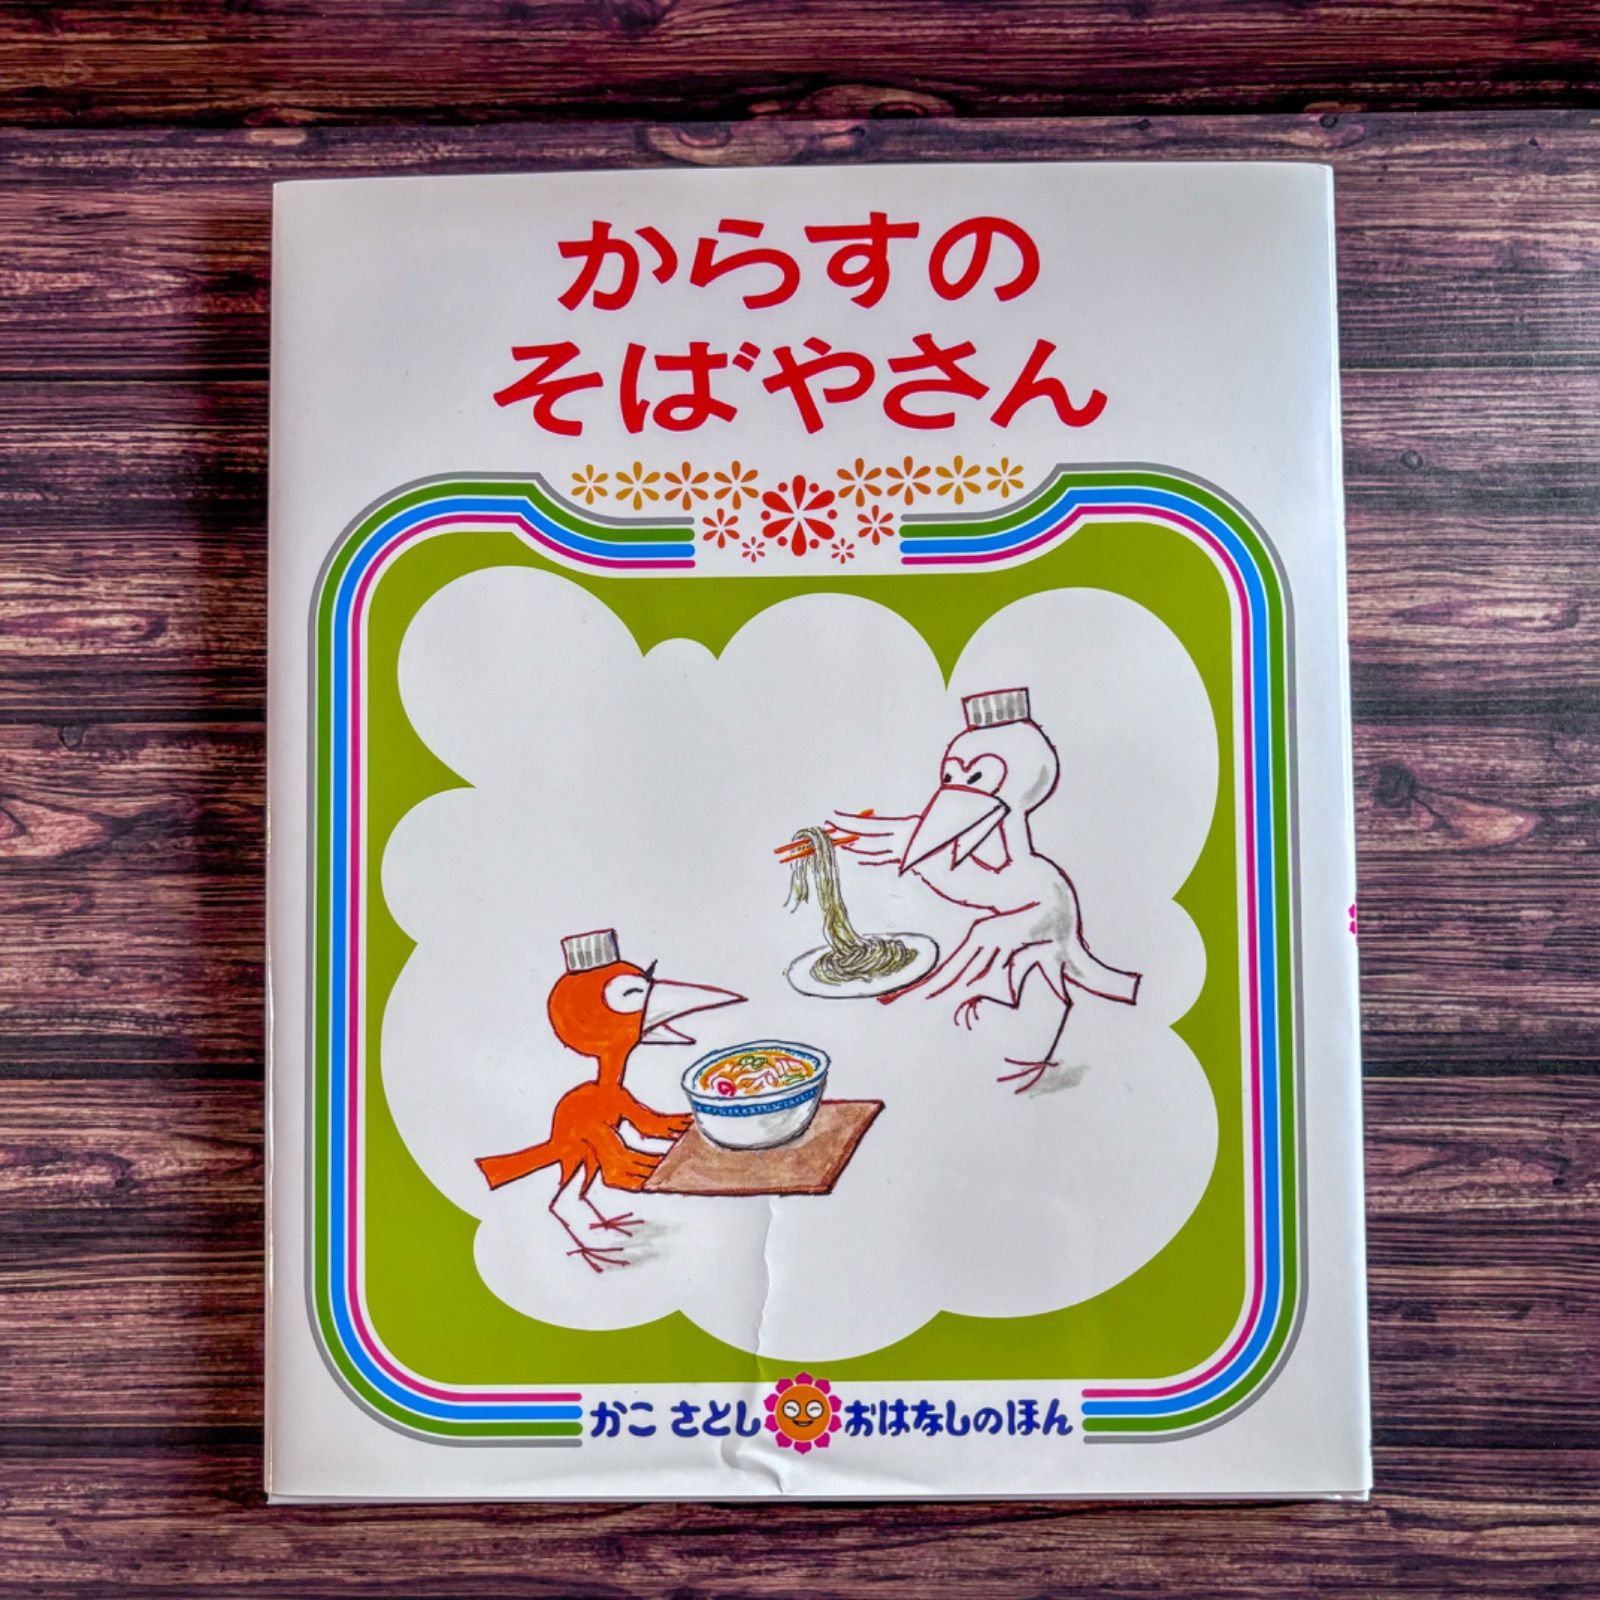 からすの
そばやさん
かこ さとし おはなしのほん